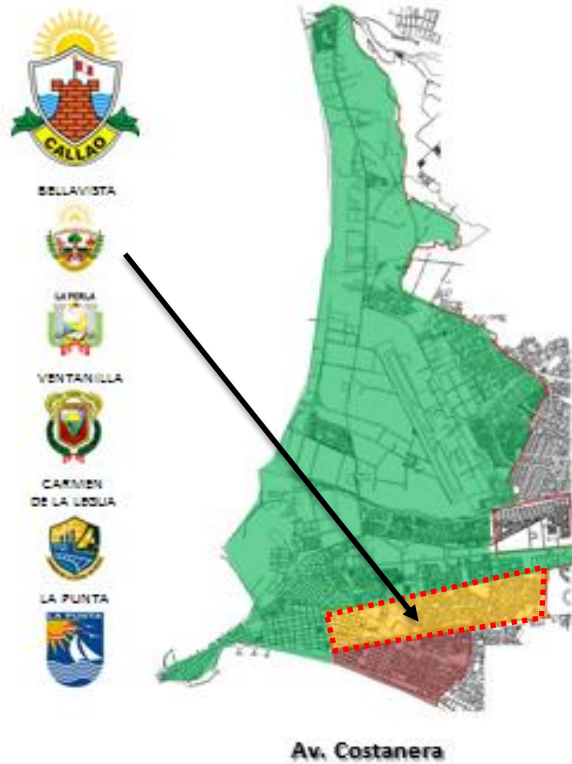 CALLAO
BELLAVISTA
LA PERLA
VENTANILLA
CARMEN
DE LA LEGUA
LA PUNTA
LA PUNTA
Av. Costanera